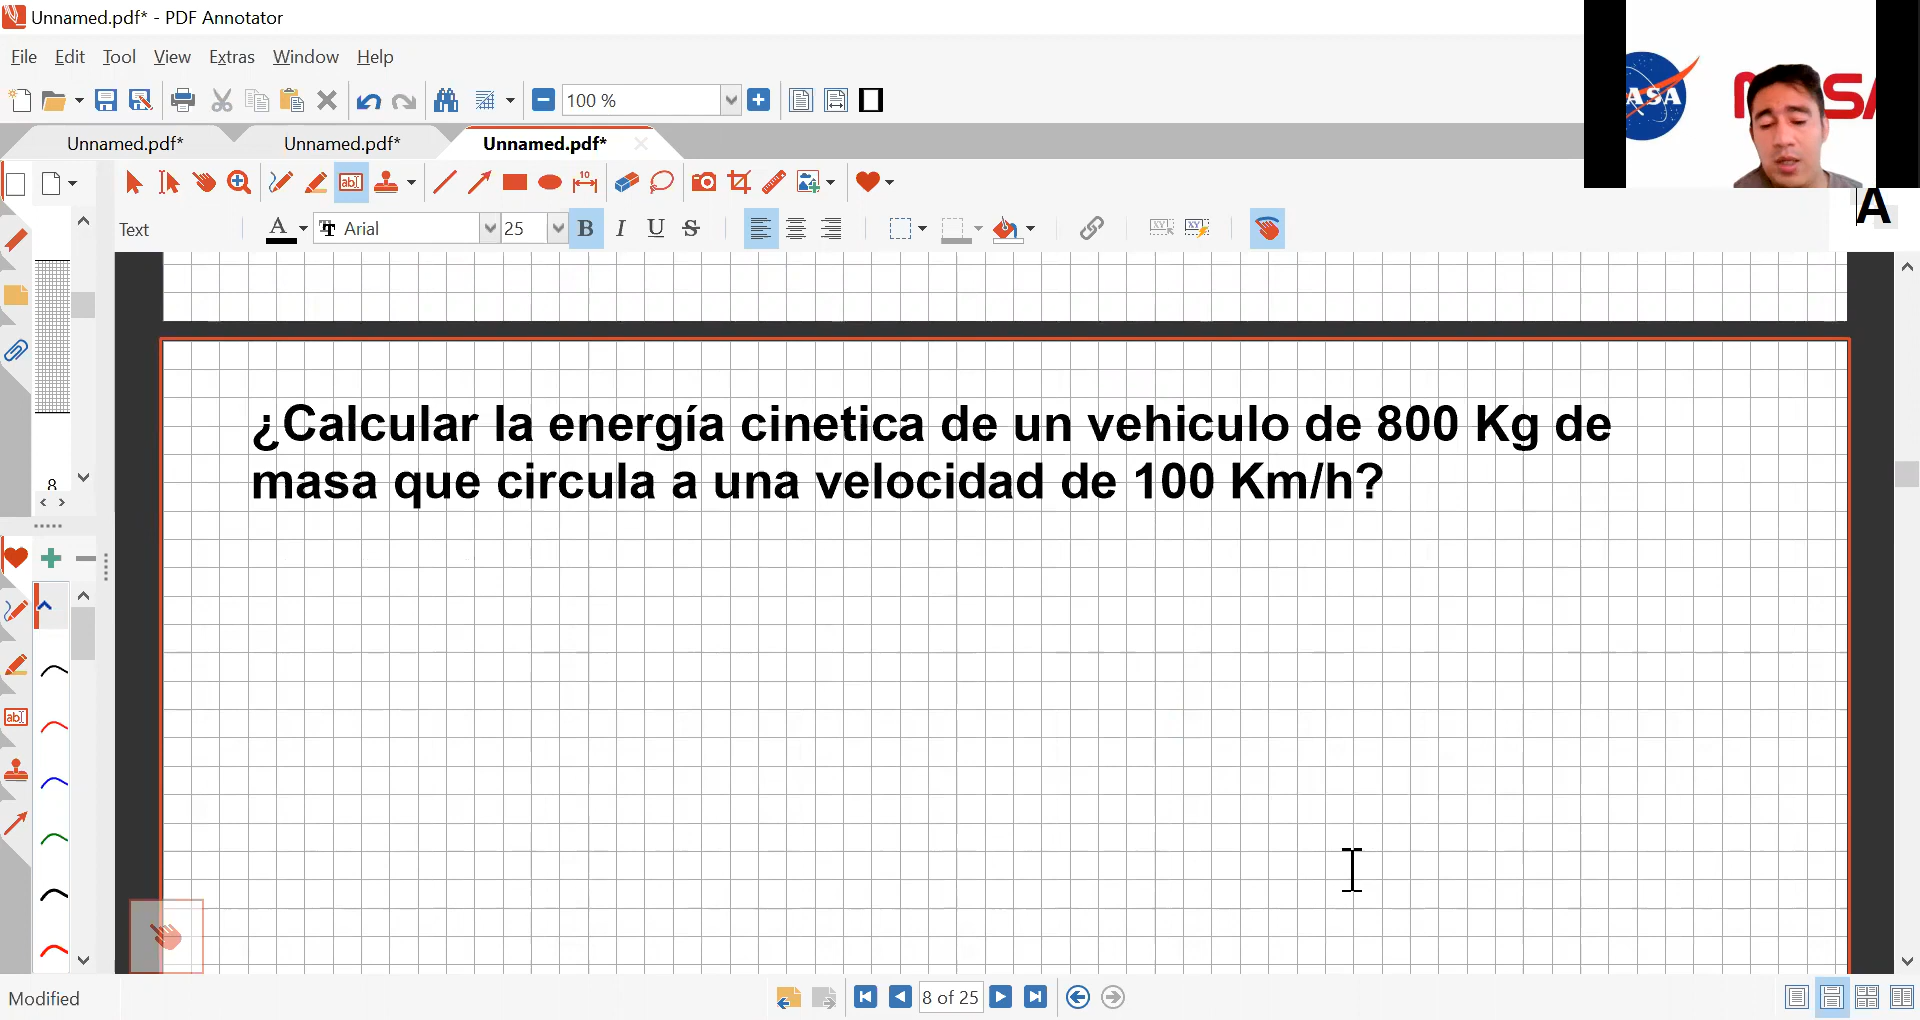 Unnamed.pdf* - PDF Annotator
File Edit Tool View Extras Window Help
100 %
Unnamed.pdf* Unnamed.pdf* Unnamed.pdf*
Text A Arial 25 B I U S
A
¿Calcular la energía cinetica de un vehiculo de 800 Kg de
masa que circula a una velocidad de 100 Km/h?
8
Modified
8 of 25